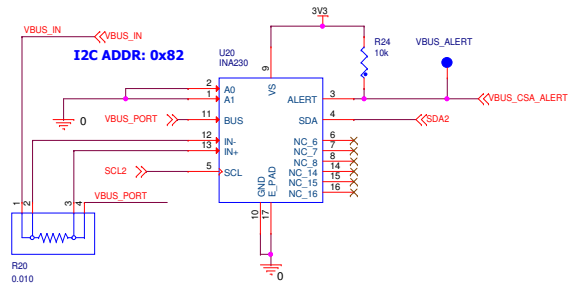 VBUS_IN
VBUS_IN
I2C ADDR: 0x82
3V3
U20
INA230
R24
10k
VBUS_ALERT
9
VS
2
A0
1
A1
ALERT
3
VBUS_CSA_ALERT
0
VBUS_PORT
11
BUS
SDA
4
SDA2
12
IN-
13
IN+
NC_6
6
NC_7
7
NC_8
8
NC_14
14
NC_15
15
NC_16
16
SCL2
5
SCL
GND
E_PAD
10
17
0
VBUS_PORT
1
2
3
4
R20
0.010